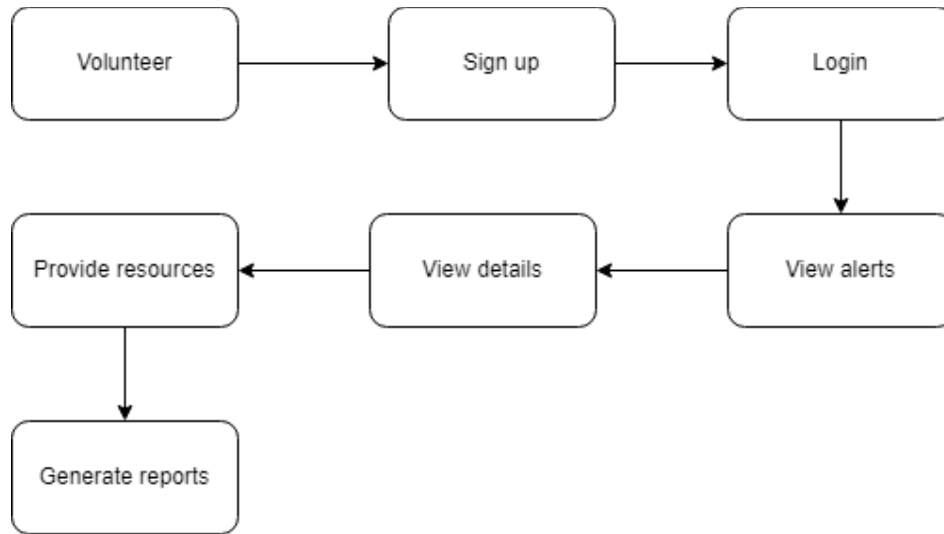 Volunteer
Sign up
Login
Provide resources
View details
View alerts
Generate reports